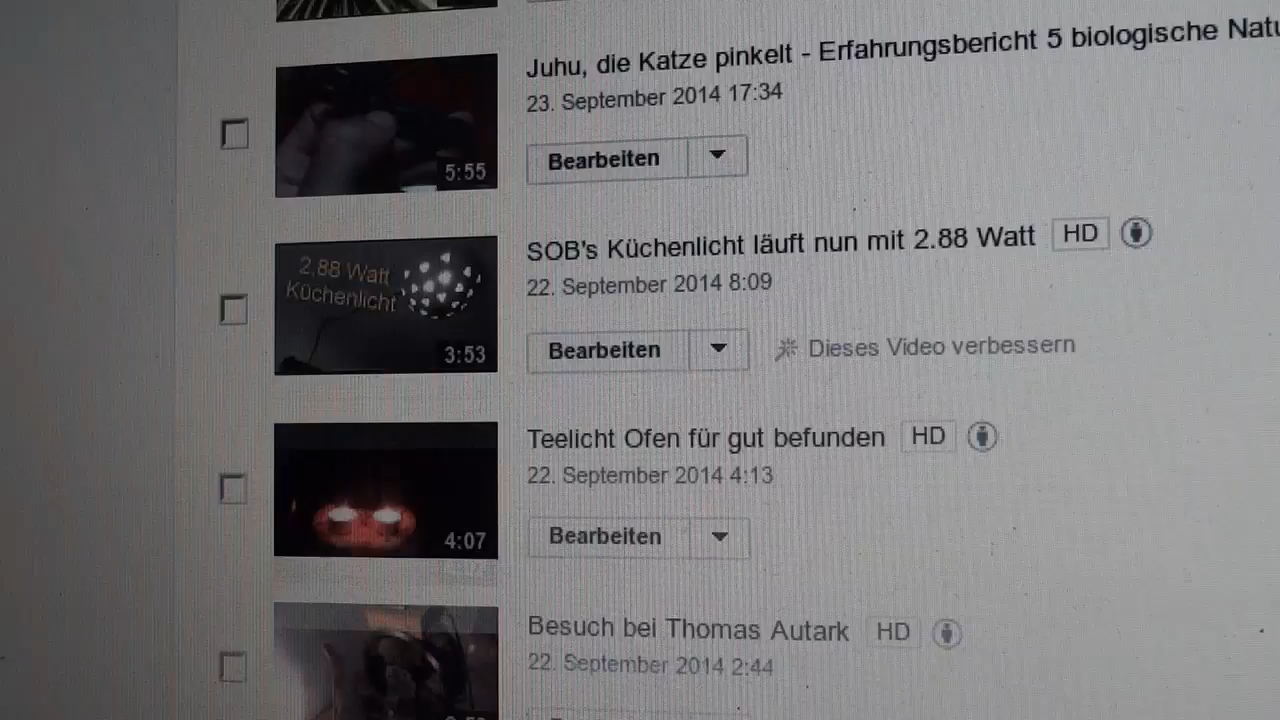 Juhu, die Katze pinkelt - Erfahrungsbericht 5 biologische
23. September 2014 17:34
5:55
Bearbeiten
SOB's Küchenlicht läuft nun mit 2.88 Watt HD
22. September 2014 8:09
2,88 Watt
Küchenlicht
3:53
Bearbeiten
Dieses Video verbessern
Teelicht Ofen für gut befunden HD
22. September 2014 4:13
4:07
Bearbeiten
Besuch bei Thomas Autark HD
22. September 2014 2:44